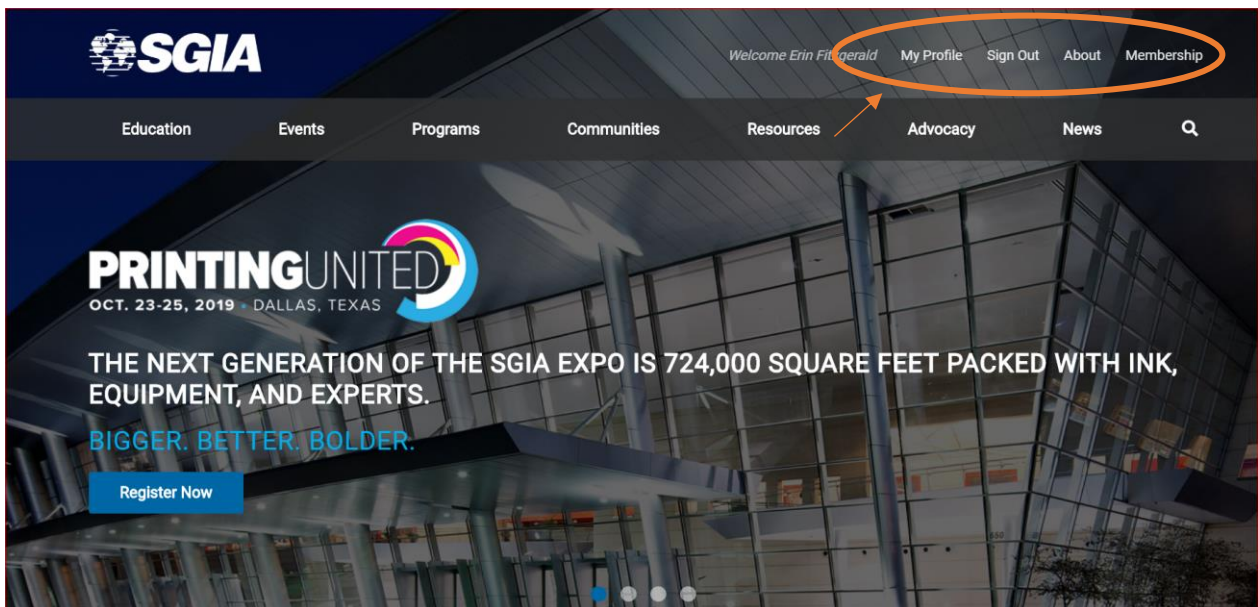 SGIA
Welcome Erin Fitzgerald My Profile Sign Out About Membership
Education Events Programs Communities Resources Advocacy News
PRINTINGUNITED
OCT. 23-25, 2019 • DALLAS, TEXAS
THE NEXT GENERATION OF THE SGIA EXPO IS 724,000 SQUARE FEET PACKED WITH INK,
EQUIPMENT, AND EXPERTS.
BIGGER. BETTER. BOLDER.
Register Now
650